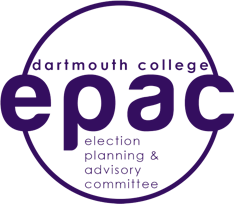 dartmouth college
epac
election
planning &
advisory
committee